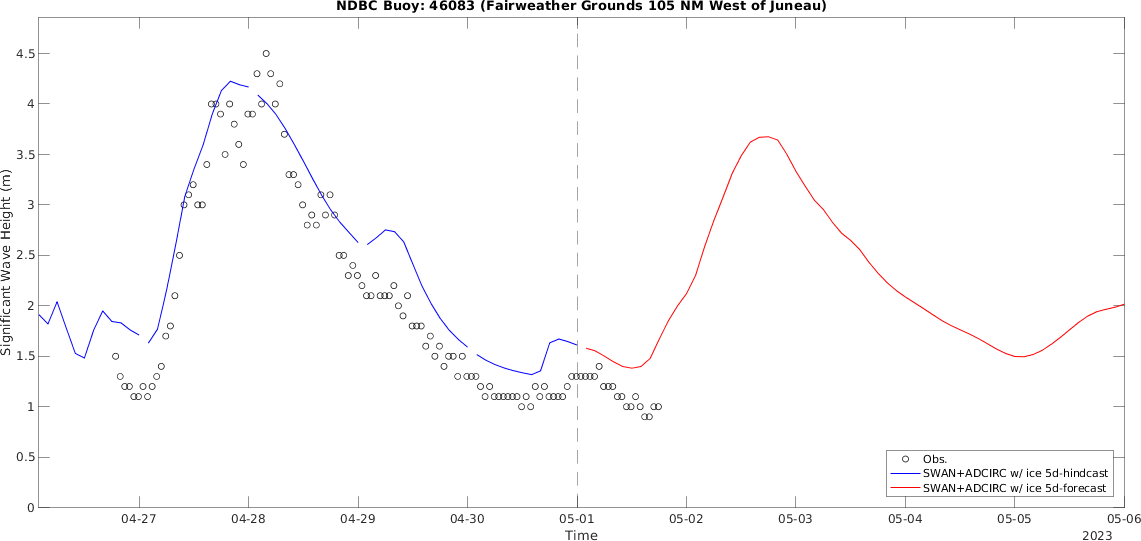 NDBC Buoy: 46083 (Fairweather Grounds 105 NM West of Juneau)
Significant Wave Height (m)
4.5
4
3.5
3
2.5
2
1.5
1
0.5
0
Obs.
SWAN+ADCIRC w/ ice 5d-hindcast
SWAN+ADCIRC w/ ice 5d-forecast
04-27 04-28 04-29 04-30 05-01 05-02 05-03 05-04 05-05 05-06
Time
2023